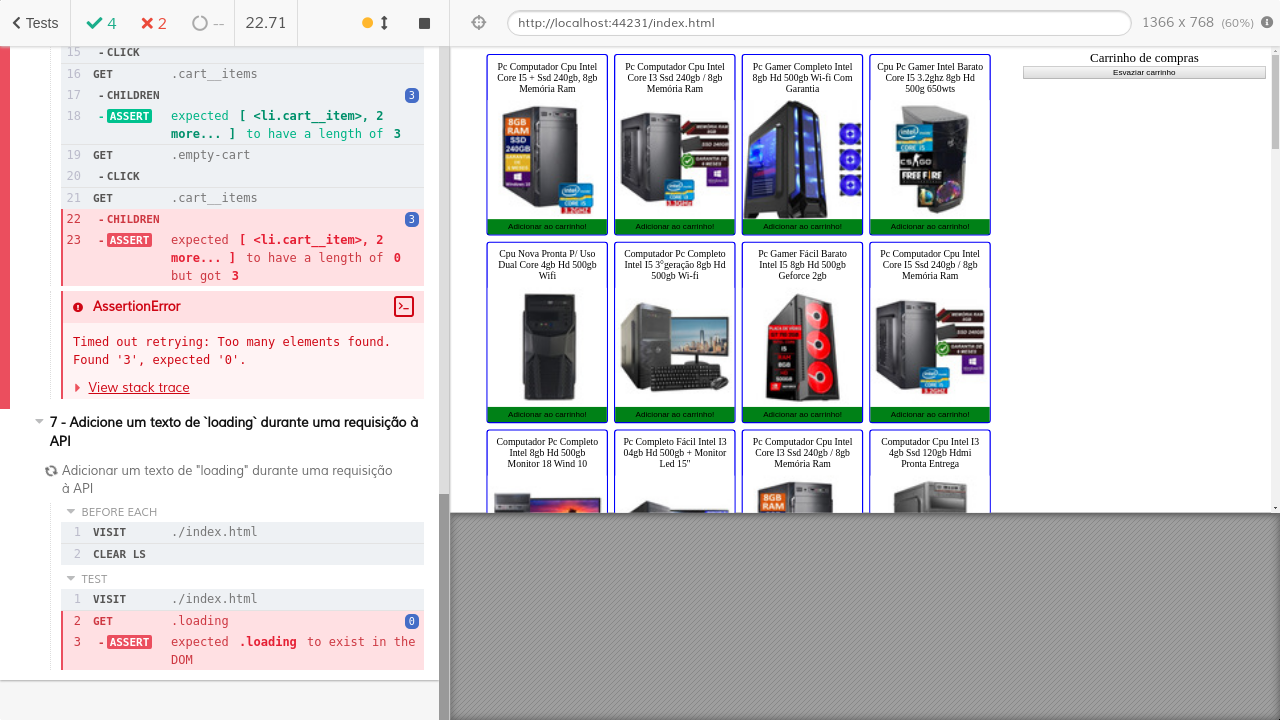 Tests
4
2
--
22.71
http://localhost:44231/index.html
1366 x 768 (60%)
15 -CLICK
16 GET .cart__items
17 -CHILDREN 3
18 -ASSERT expected [ <li.cart__item>, 2
more... ] to have a length of 3
19 GET .empty-cart
20 -CLICK
21 GET .cart__items
22 -CHILDREN 3
23 -ASSERT expected [ <li.cart__item>, 2
more... ] to have a length of 0
but got 3
AssertionError
Timed out retrying: Too many elements found.
Found '3', expected '0'.
View stack trace
7 - Adicione um texto de `loading` durante uma requisição à
API
Adicionar um texto de "loading" durante uma requisição
à API
BEFORE EACH
1 VISIT ./index.html
2 CLEAR LS
TEST
1 VISIT ./index.html
2 GET .loading 0
3 -ASSERT expected .loading to exist in the
DOM
Pc Computador Cpu Intel
Core I5 + Ssd 240gb, 8gb
Memória Ram
8GB
RAM
SSD
240GB
Adicionar ao carrinho!
Pc Computador Cpu Intel
Core I3 Ssd 240gb / 8gb
Memória Ram
Adicionar ao carrinho!
Pc Gamer Completo Intel
8gb Hd 500gb Wi-fi Com
Garantia
Adicionar ao carrinho!
Cpu Pc Gamer Intel Barato
Core I5 3.2ghz 8gb Hd
500g 650wts
Adicionar ao carrinho!
Cpu Nova Pronta P/ Uso
Dual Core 4gb Hd 500gb
Wifi
Adicionar ao carrinho!
Computador Pc Completo
Intel I5 3°geração 8gb Hd
500gb Wi-fi
Adicionar ao carrinho!
Pc Gamer Fácil Barato
Intel I5 8gb Hd 500gb
Geforce 2gb
Adicionar ao carrinho!
Pc Computador Cpu Intel
Core I5 Ssd 240gb / 8gb
Memória Ram
Adicionar ao carrinho!
Computador Pc Completo
Intel 8gb Hd 500gb
Monitor 18 Wind 10
Pc Completo Fácil Intel I3
04gb Hd 500gb + Monitor
Led 15"
Pc Computador Cpu Intel
Core I3 Ssd 240gb / 8gb
Memória Ram
8GB
RAM
Computador Cpu Intel I3
4gb Ssd 120gb Hdmi
Pronta Entrega
Carrinho de compras
Esvaziar carrinho